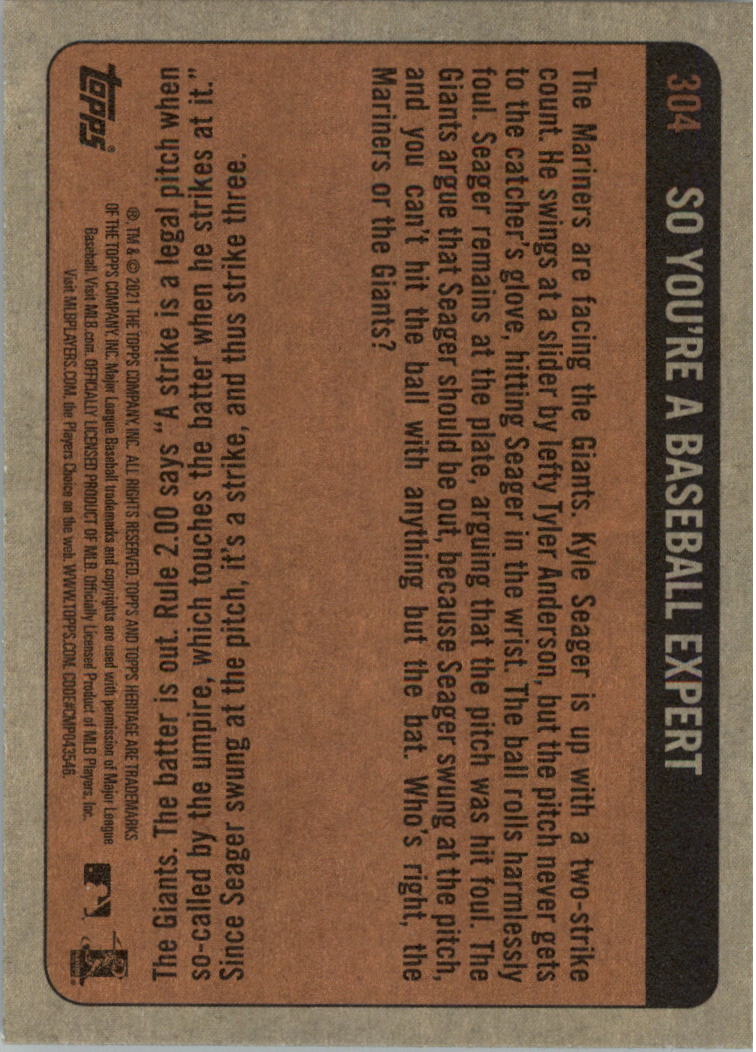 304 SO YOU'RE A BASEBALL EXPERT
The Mariners are facing the Giants. Kyle Seager is up with a two-strike
count. He swings at a slider by lefty Tyler Anderson, but the pitch never gets
to the catcher's glove, hitting Seager in the wrist. The ball rolls harmlessly
foul. Seager remains at the plate, arguing that the pitch was hit foul. The
Giants argue that Seager should be out, because Seager swung at the pitch,
and you can't hit the ball with anything but the bat. Who's right, the
Mariners or the Giants?
Since Seager swung at the pitch, it's a strike, and thus strike three.
so-called by the umpire, which touches the batter when he strikes at it."
The Giants. The batter is out. Rule 2.00 says "A strike is a legal pitch when
topps®
®, TM & © 2021 THE TOPPS COMPANY, INC. ALL RIGHTS RESERVED. TOPPS AND TOPPS HERITAGE ARE TRADEMARKS
OF THE TOPPS COMPANY, INC. Major League Baseball trademarks and copyrights are used with permission of Major League
Baseball. Visit MLB.com. OFFICIALLY LICENSED PRODUCT OF MLB. Officially Licensed Product of MLB Players, Inc.
Visit MLBPLAYERS.COM, the Players Choice on the web. WWW.TOPPS.COM. CODE#CMP043546.